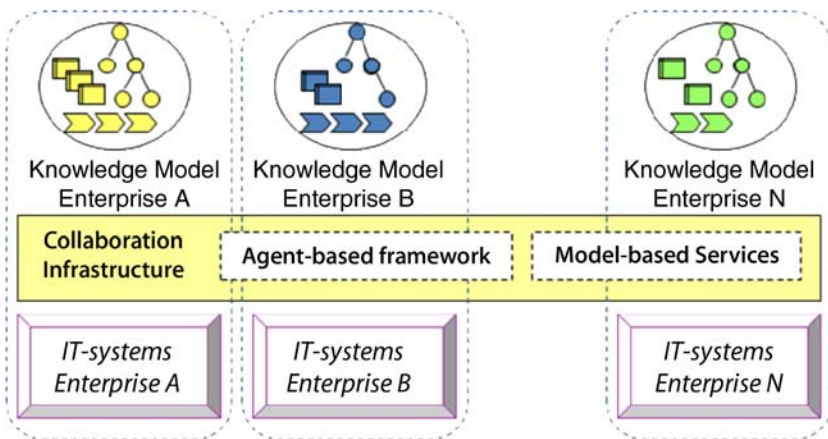 Knowledge Model
Enterprise A
Knowledge Model
Enterprise B
Knowledge Model
Enterprise N
Collaboration
Infrastructure
Agent-based framework
Model-based Services
IT-systems
Enterprise A
IT-systems
Enterprise B
IT-systems
Enterprise N